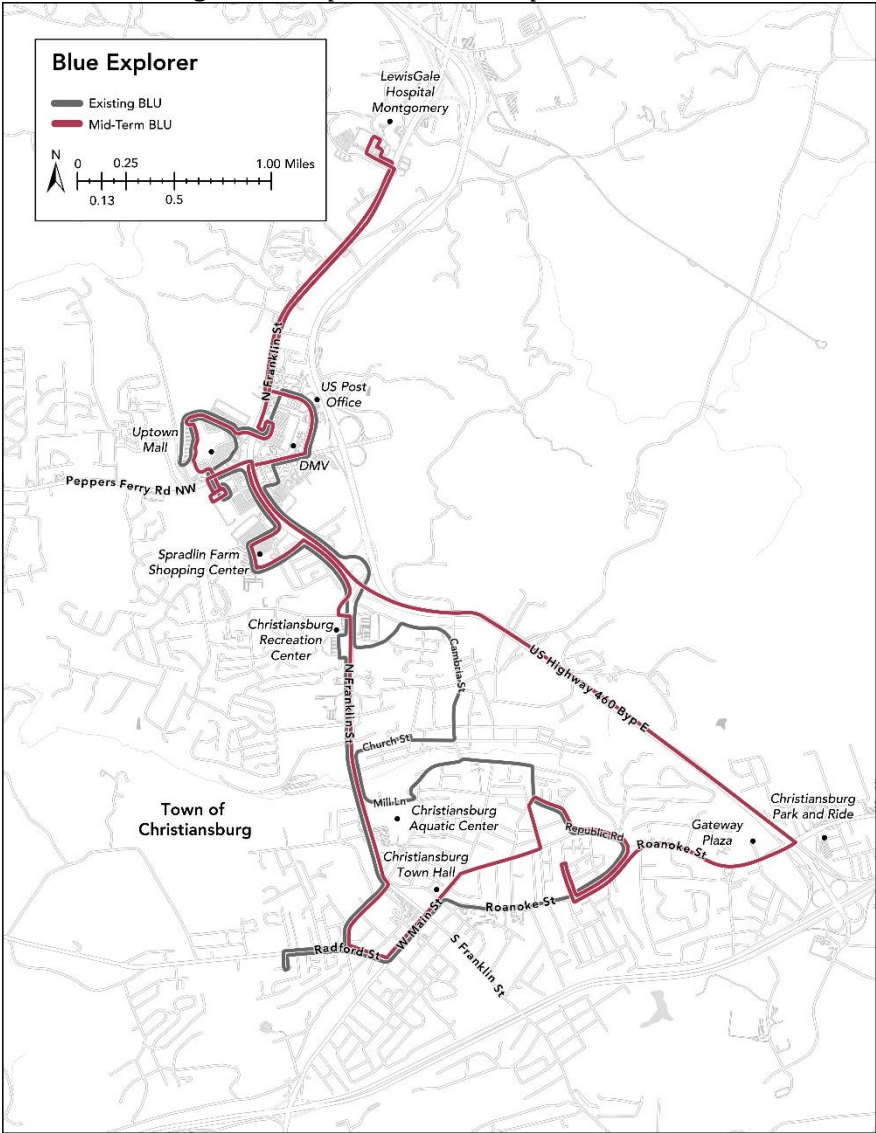 Blue Explorer
Existing BLU
Mid-Term BLU
N
0 0.25 1.00 Miles
0.13 0.5
LewisGale
Hospital
Montgomery
N Franklin St
US Post
Office
Uptown
Mall
DMV
Peppers Ferry Rd NW
Spradlin Farm
Shopping Center
Christiansburg
Recreation
Center
Cambria St
US Highway 460 Byp E
N Franklin St
Church St
Mill Ln
Town of
Christiansburg
Christiansburg
Aquatic Center
Republic Rd
Christiansburg
Park and Ride
Gateway
Plaza
Roanoke St
Christiansburg
Town Hall
Roanoke St
W Main St
Radford St
S Franklin St